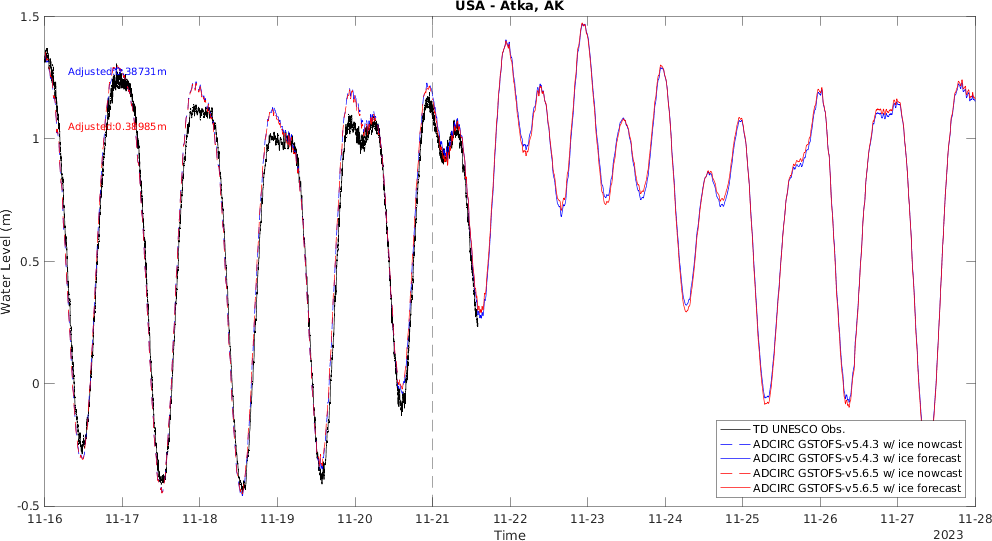 USA - Atka, AK
1.5
1
0.5
0
-0.5
Water Level (m)
Adjusted:0.38731m
Adjusted:0.38985m
TD UNESCO Obs.
ADCIRC GSTOFS-v5.4.3 w/ ice nowcast
ADCIRC GSTOFS-v5.4.3 w/ ice forecast
ADCIRC GSTOFS-v5.6.5 w/ ice nowcast
ADCIRC GSTOFS-v5.6.5 w/ ice forecast
11-16 11-17 11-18 11-19 11-20 11-21 11-22 11-23 11-24 11-25 11-26 11-27 11-28
Time
2023